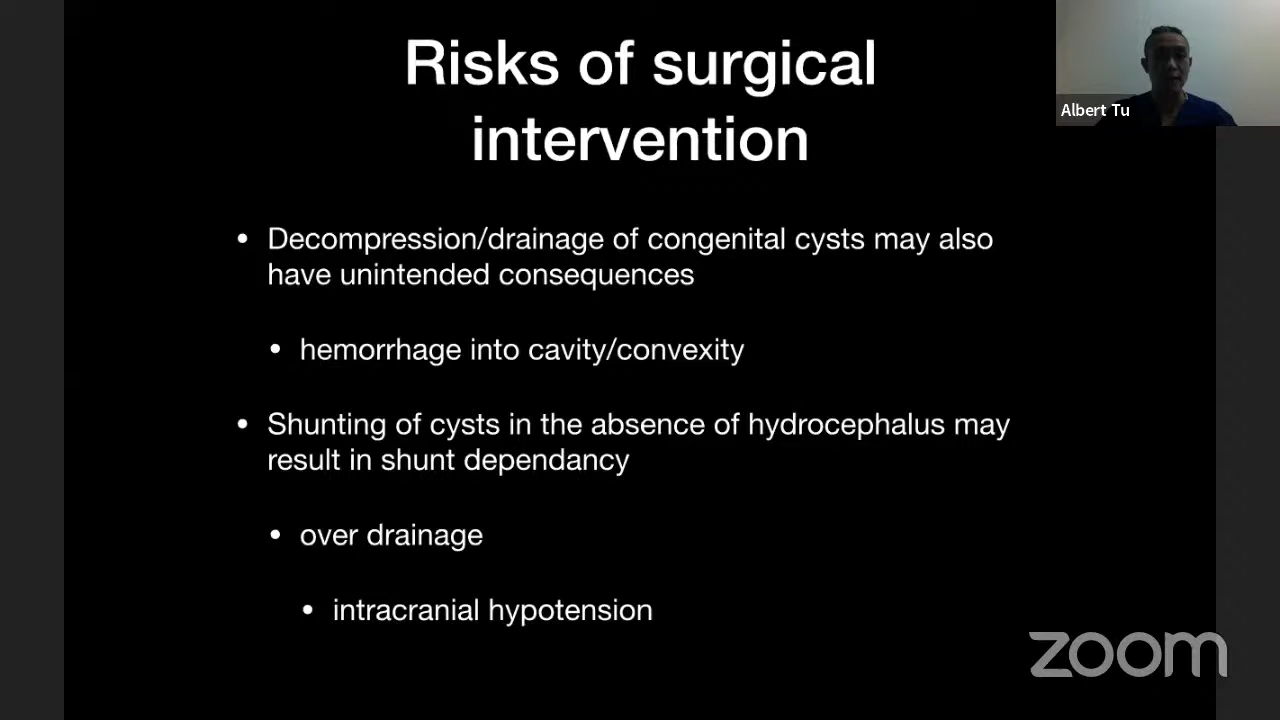 Risks of surgical
intervention
Albert Tu
• Decompression/drainage of congenital cysts may also
have unintended consequences
• hemorrhage into cavity/convexity
• Shunting of cysts in the absence of hydrocephalus may
result in shunt dependancy
• over drainage
• intracranial hypotension
zoom